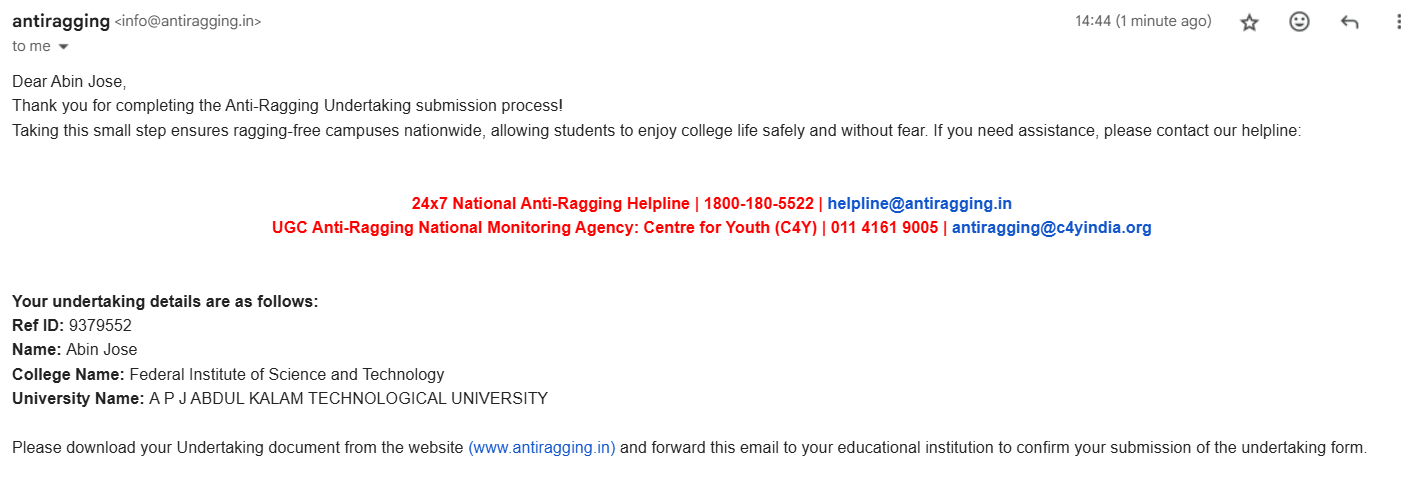 antiragging <info@antiragging.in>
14:44 (1 minute ago)
to me
Dear Abin Jose,
Thank you for completing the Anti-Ragging Undertaking submission process!
Taking this small step ensures ragging-free campuses nationwide, allowing students to enjoy college life safely and without fear. If you need assistance, please contact our helpline:
24x7 National Anti-Ragging Helpline | 1800-180-5522 | helpline@antiragging.in
UGC Anti-Ragging National Monitoring Agency: Centre for Youth (C4Y) | 011 4161 9005 | antiragging@c4yindia.org
Your undertaking details are as follows:
Ref ID: 9379552
Name: Abin Jose
College Name: Federal Institute of Science and Technology
University Name: A P J ABDUL KALAM TECHNOLOGICAL UNIVERSITY
Please download your Undertaking document from the website (www.antiragging.in) and forward this email to your educational institution to confirm your submission of the undertaking form.